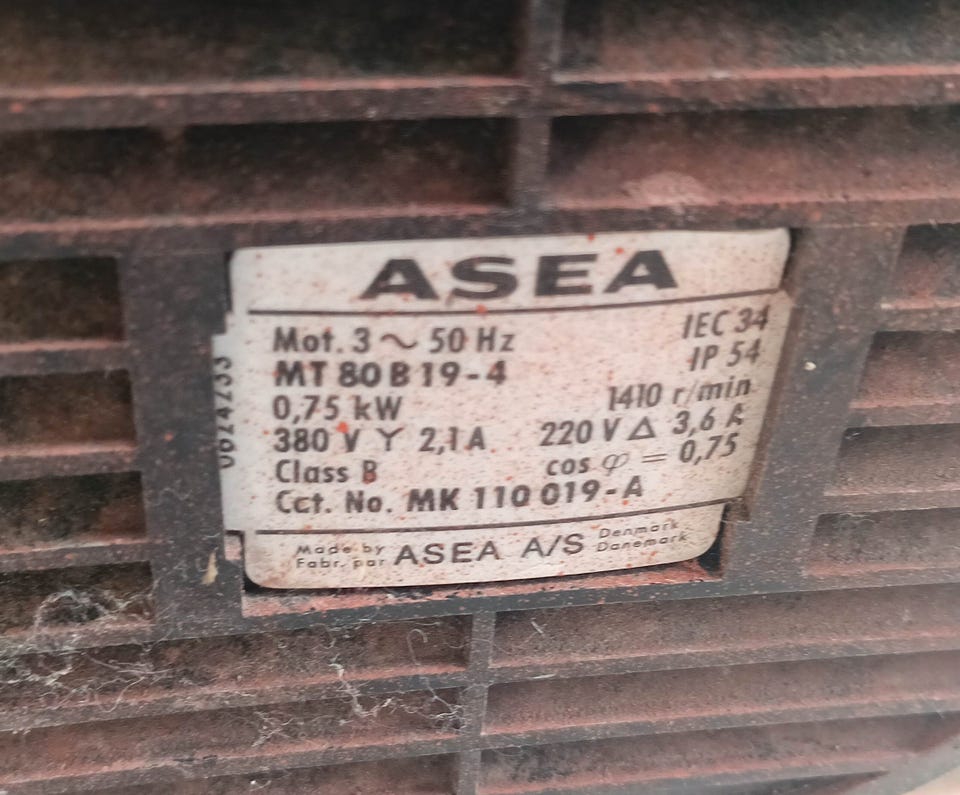 ASEA
Mot. 3 ~ 50 Hz IEC 34
MT 80 B 19-4 IP 54
0,75 kW 1410 r/min
380 V Y 2,1 A 220 V Δ 3,6 A
Class B cos φ = 0,75
Cct. No. MK 110 019-A
Made by ASEA A/S Denmark
Fabr. par Danemark